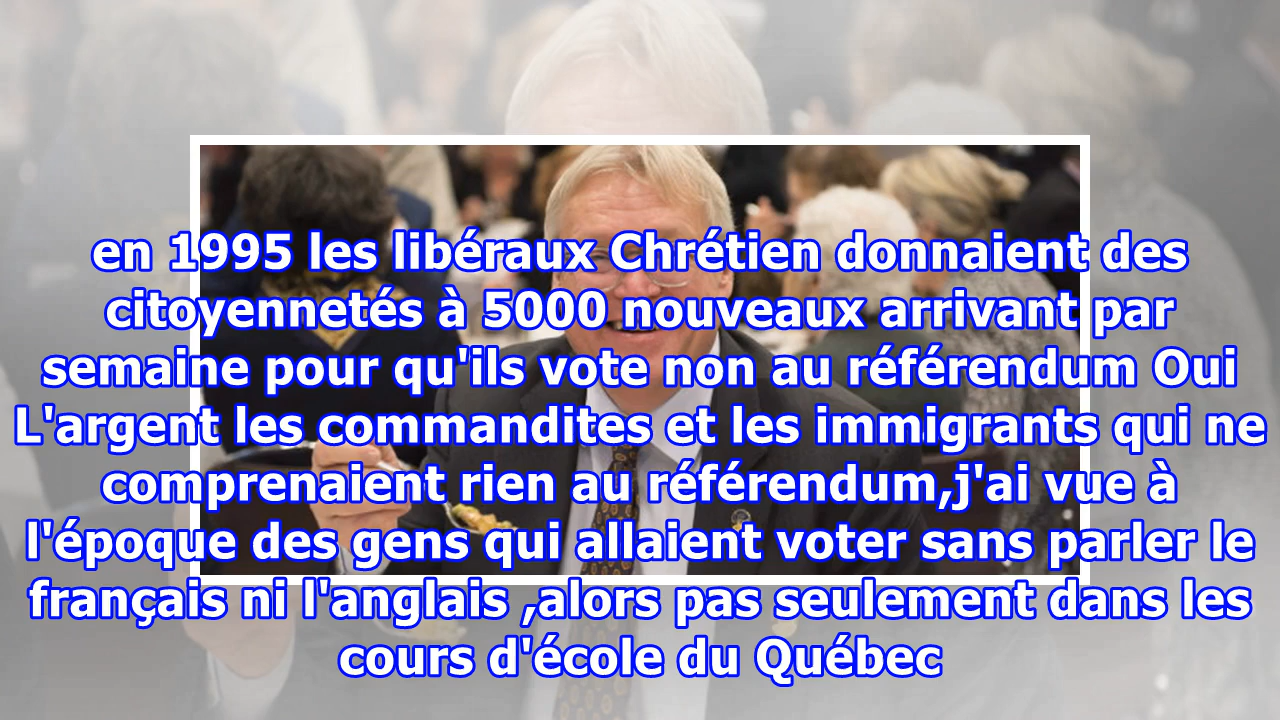 en 1995 les libéraux Chrétien donnaient des
citoyennetés à 5000 nouveaux arrivant par
semaine pour qu'ils vote non au référendum Oui
L'argent les commandites et les immigrants qui ne
comprenaient rien au référendum,j'ai vue à
l'époque des gens qui allaient voter sans parler le
français ni l'anglais ,alors pas seulement dans les
cours d'école du Québec